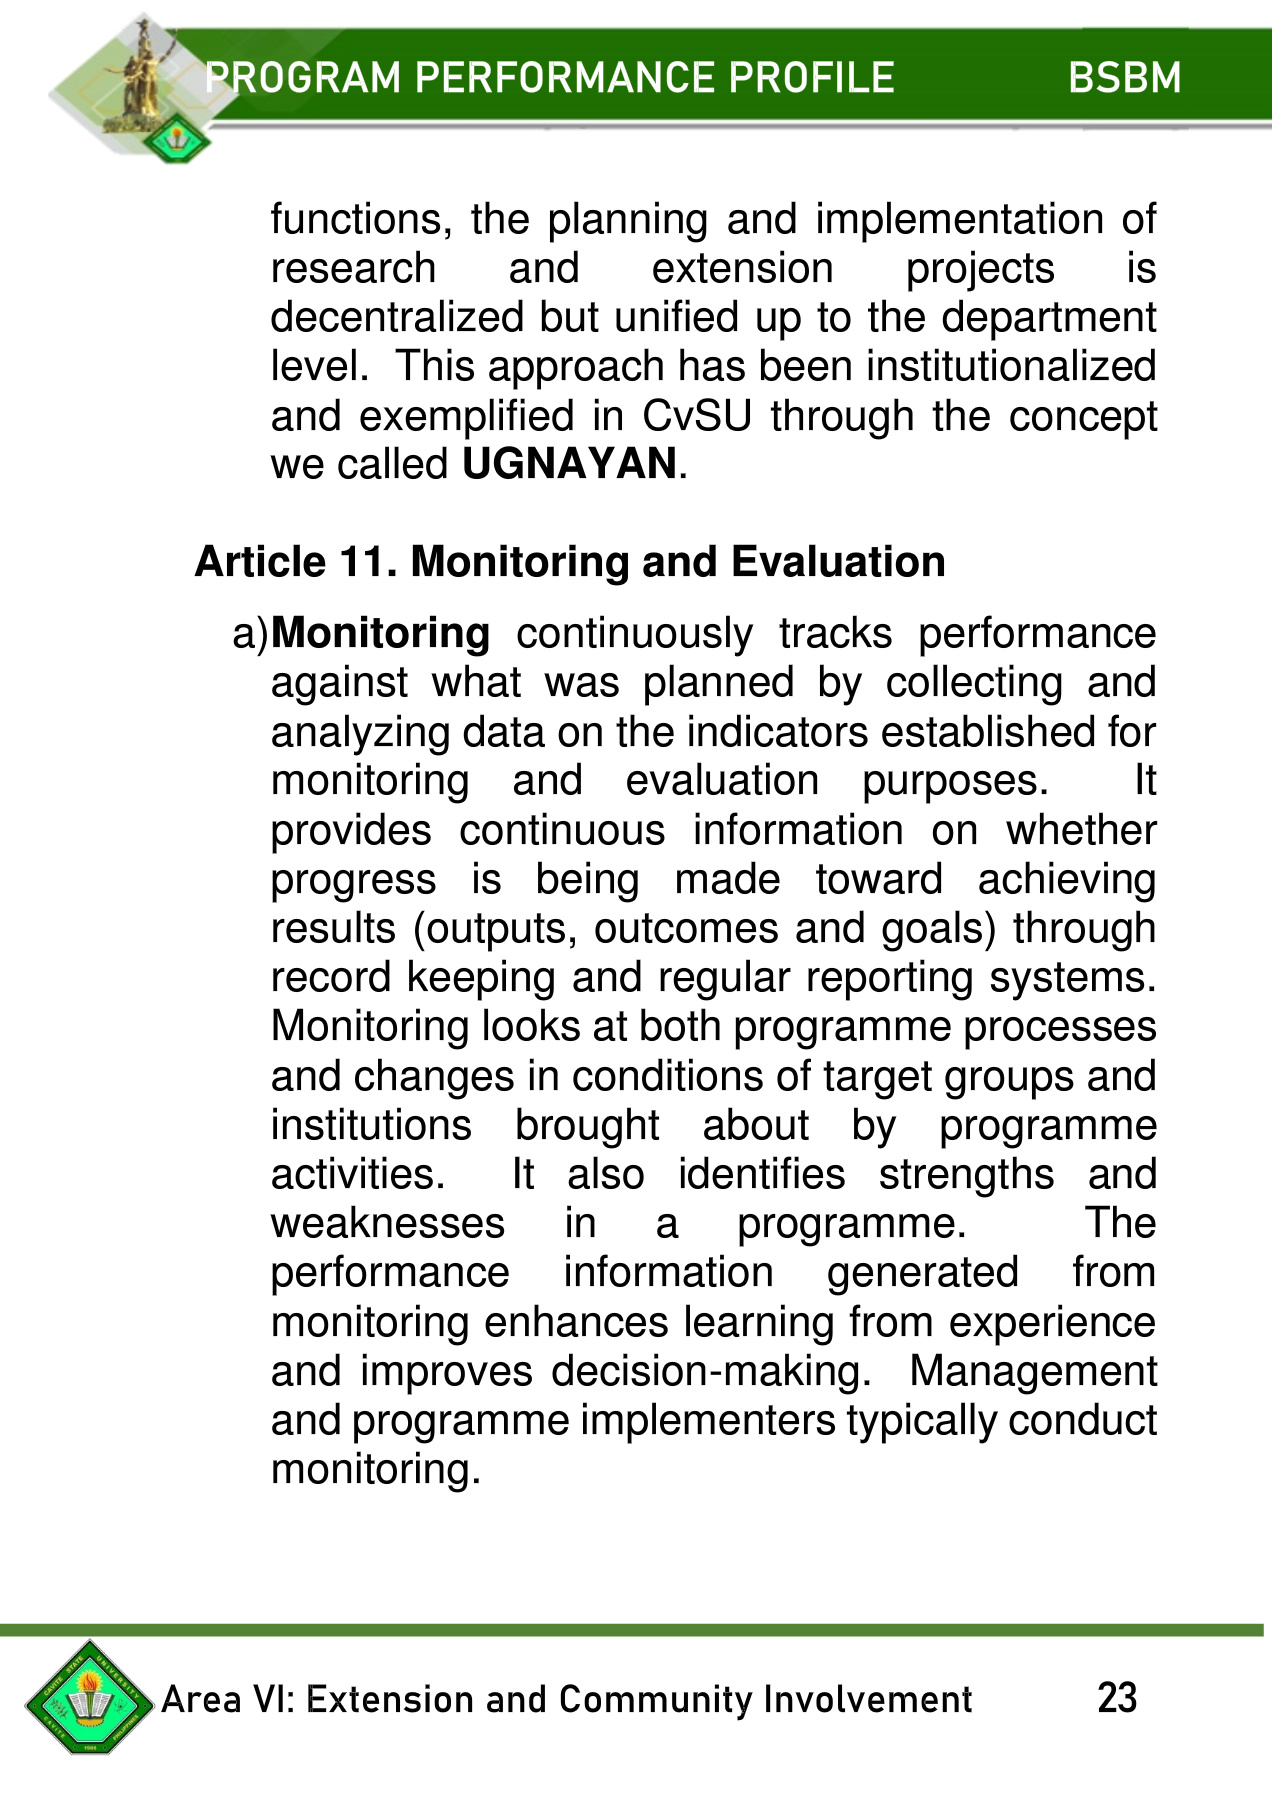 PROGRAM PERFORMANCE PROFILE BSBM
functions, the planning and implementation of
research and extension projects is
decentralized but unified up to the department
level. This approach has been institutionalized
and exemplified in CvSU through the concept
we called UGNAYAN.
Article 11. Monitoring and Evaluation
a)Monitoring continuously tracks performance
against what was planned by collecting and
analyzing data on the indicators established for
monitoring and evaluation purposes. It
provides continuous information on whether
progress is being made toward achieving
results (outputs, outcomes and goals) through
record keeping and regular reporting systems.
Monitoring looks at both programme processes
and changes in conditions of target groups and
institutions brought about by programme
activities. It also identifies strengths and
weaknesses in a programme. The
performance information generated from
monitoring enhances learning from experience
and improves decision-making. Management
and programme implementers typically conduct
monitoring.
CAVITE STATE UNIVERSITY
CAVITE PHILIPPINES
1906
Area VI: Extension and Community Involvement 23